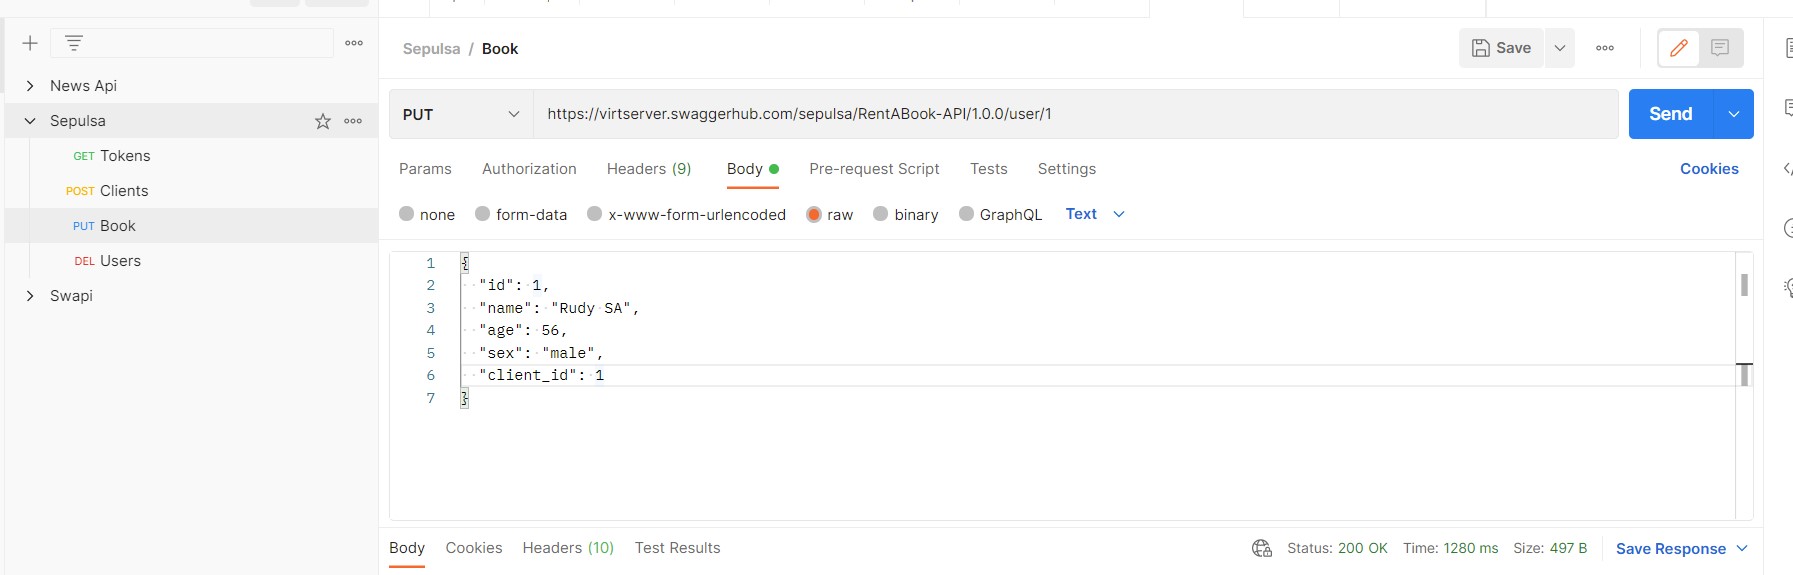 Sepulsa / Book
Save
News Api
Sepulsa
GET Tokens
POST Clients
PUT Book
DEL Users
Swapi
PUT
https://virtserver.swaggerhub.com/sepulsa/RentABook-API/1.0.0/user/1
Send
Params Authorization Headers (9) Body Pre-request Script Tests Settings Cookies
none form-data x-www-form-urlencoded raw binary GraphQL Text
1 {
2 "id": 1,
3 "name": "Rudy SA",
4 "age": 56,
5 "sex": "male",
6 "client_id": 1
7 }
Body Cookies Headers (10) Test Results Status: 200 OK Time: 1280 ms Size: 497 B Save Response